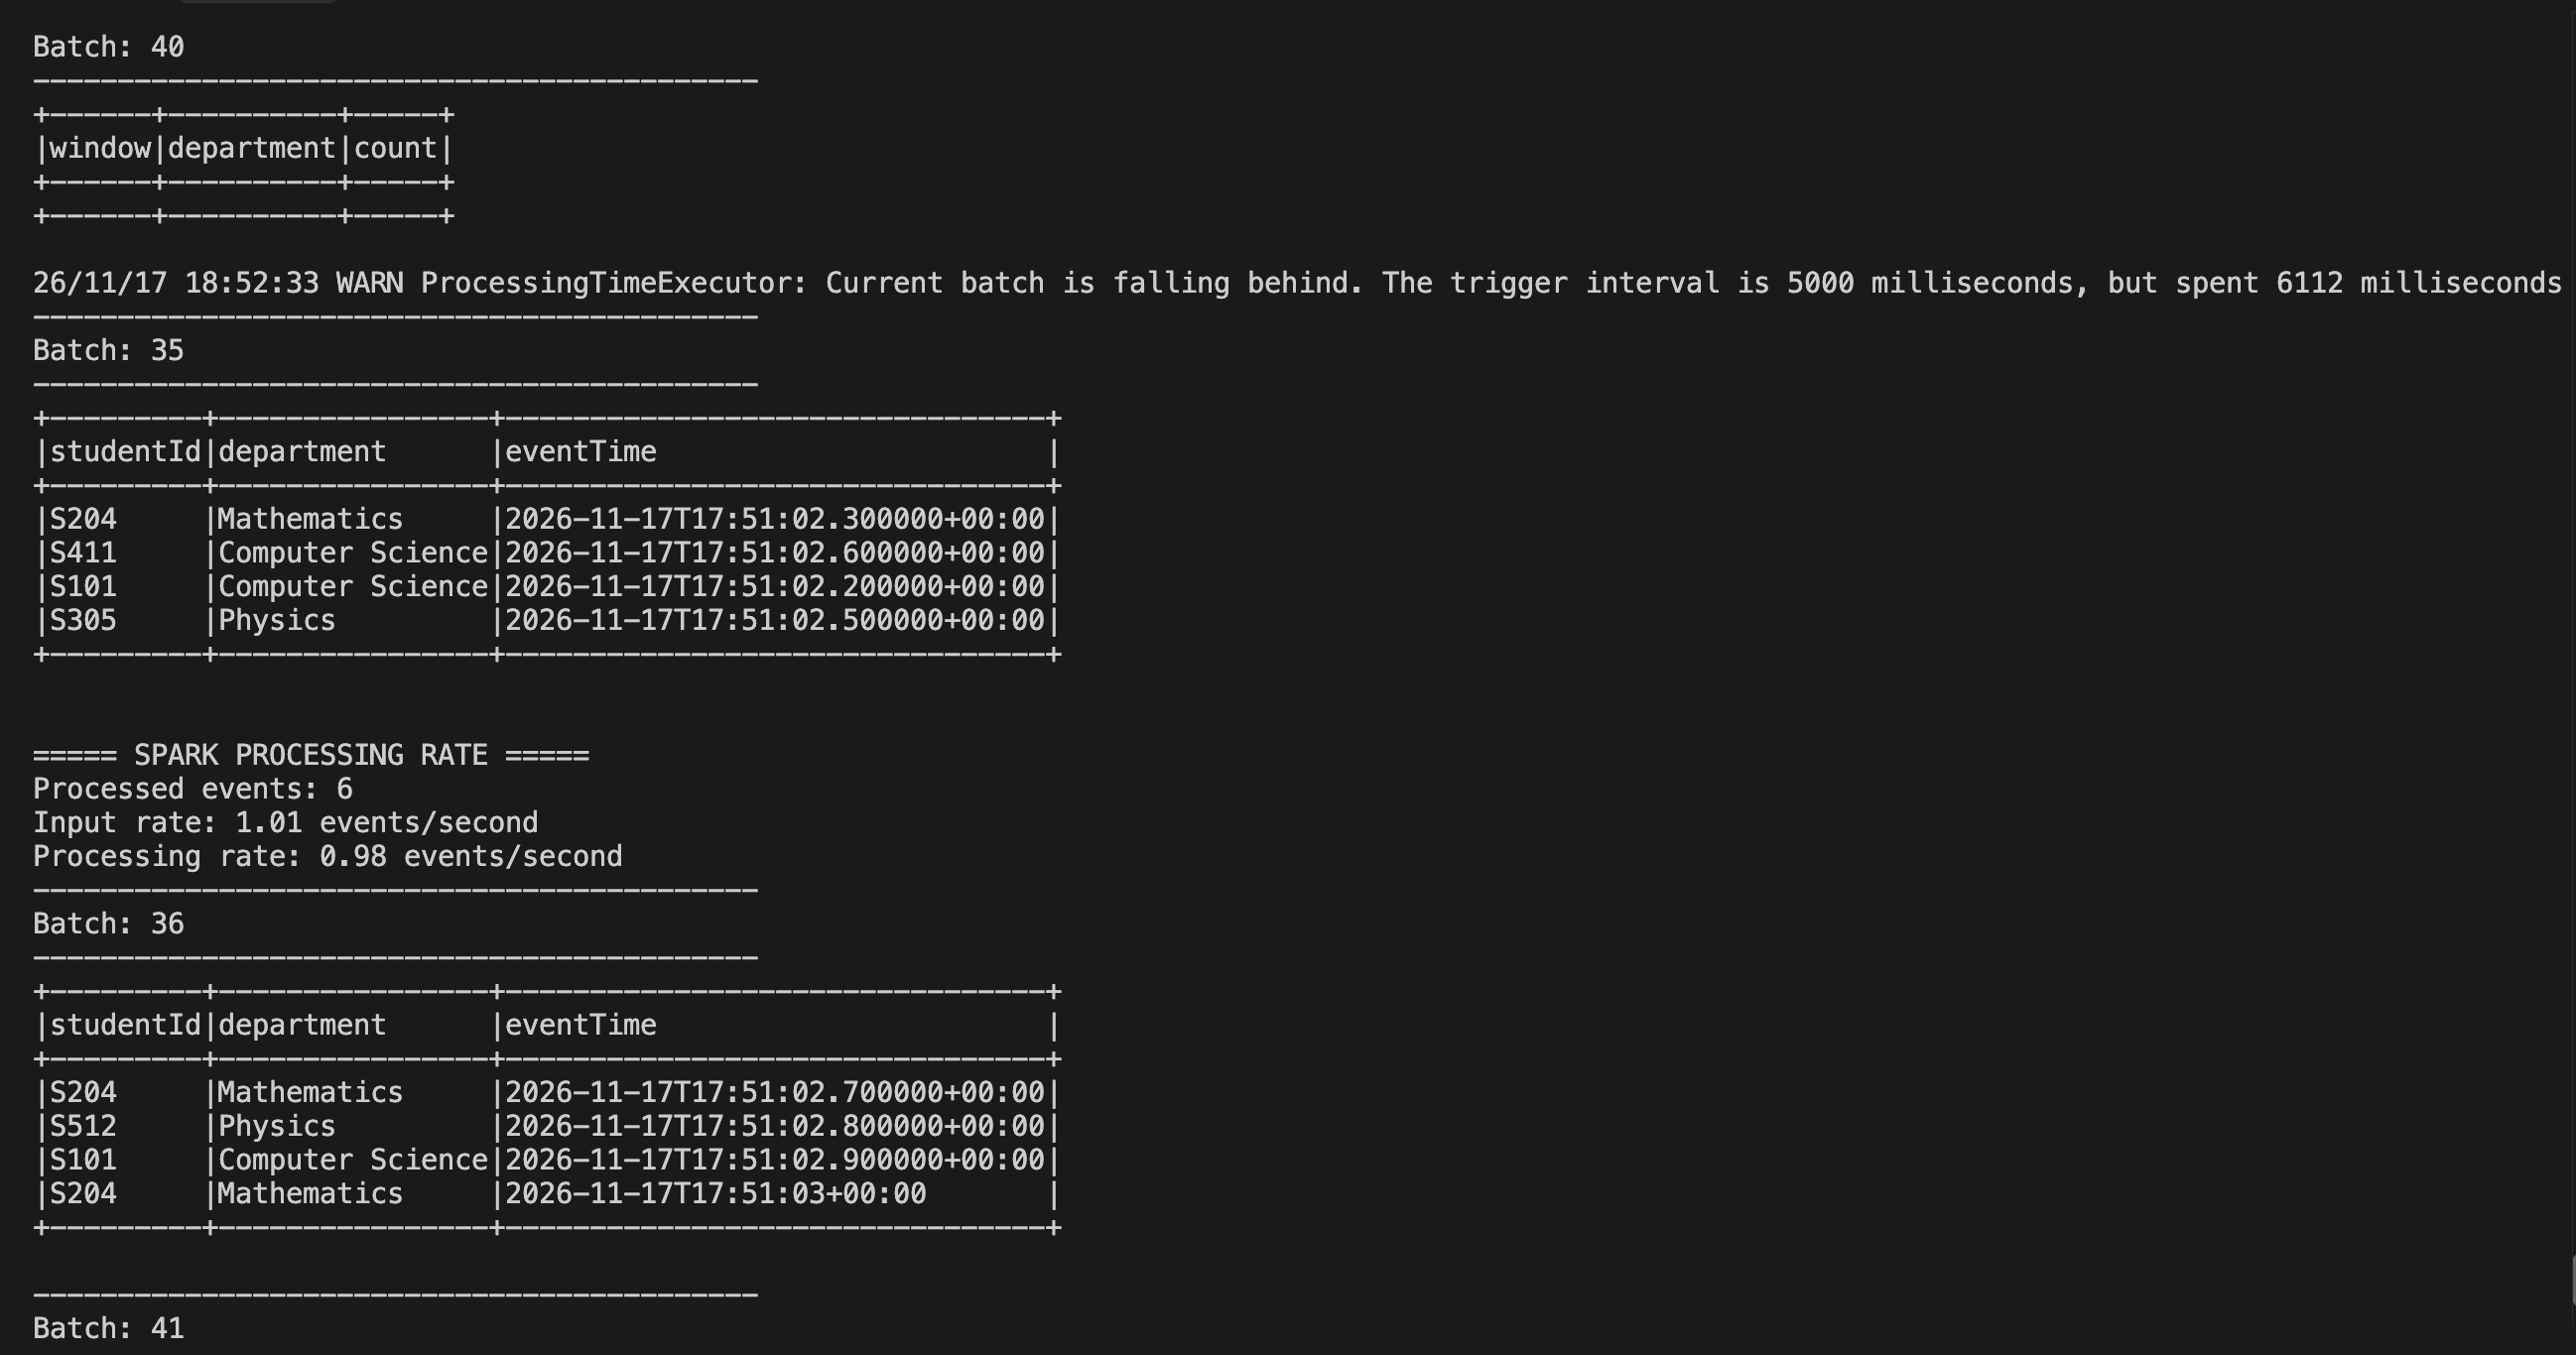 Batch: 40
-------------------------------------------
+------+----------+-----+
|window|department|count|
+------+----------+-----+
+------+----------+-----+
26/11/17 18:52:33 WARN ProcessingTimeExecutor: Current batch is falling behind. The trigger interval is 5000 milliseconds, but spent 6112 milliseconds
-------------------------------------------
Batch: 35
-------------------------------------------
+---------+----------------+--------------------------------+
|studentId|department      |eventTime                       |
+---------+----------------+--------------------------------+
|S204     |Mathematics     |2026-11-17T17:51:02.300000+00:00|
|S411     |Computer Science|2026-11-17T17:51:02.600000+00:00|
|S101     |Computer Science|2026-11-17T17:51:02.200000+00:00|
|S305     |Physics         |2026-11-17T17:51:02.500000+00:00|
+---------+----------------+--------------------------------+
===== SPARK PROCESSING RATE =====
Processed events: 6
Input rate: 1.01 events/second
Processing rate: 0.98 events/second
-------------------------------------------
Batch: 36
-------------------------------------------
+---------+----------------+--------------------------------+
|studentId|department      |eventTime                       |
+---------+----------------+--------------------------------+
|S204     |Mathematics     |2026-11-17T17:51:02.700000+00:00|
|S512     |Physics         |2026-11-17T17:51:02.800000+00:00|
|S101     |Computer Science|2026-11-17T17:51:02.900000+00:00|
|S204     |Mathematics     |2026-11-17T17:51:03+00:00       |
+---------+----------------+--------------------------------+
-------------------------------------------
Batch: 41